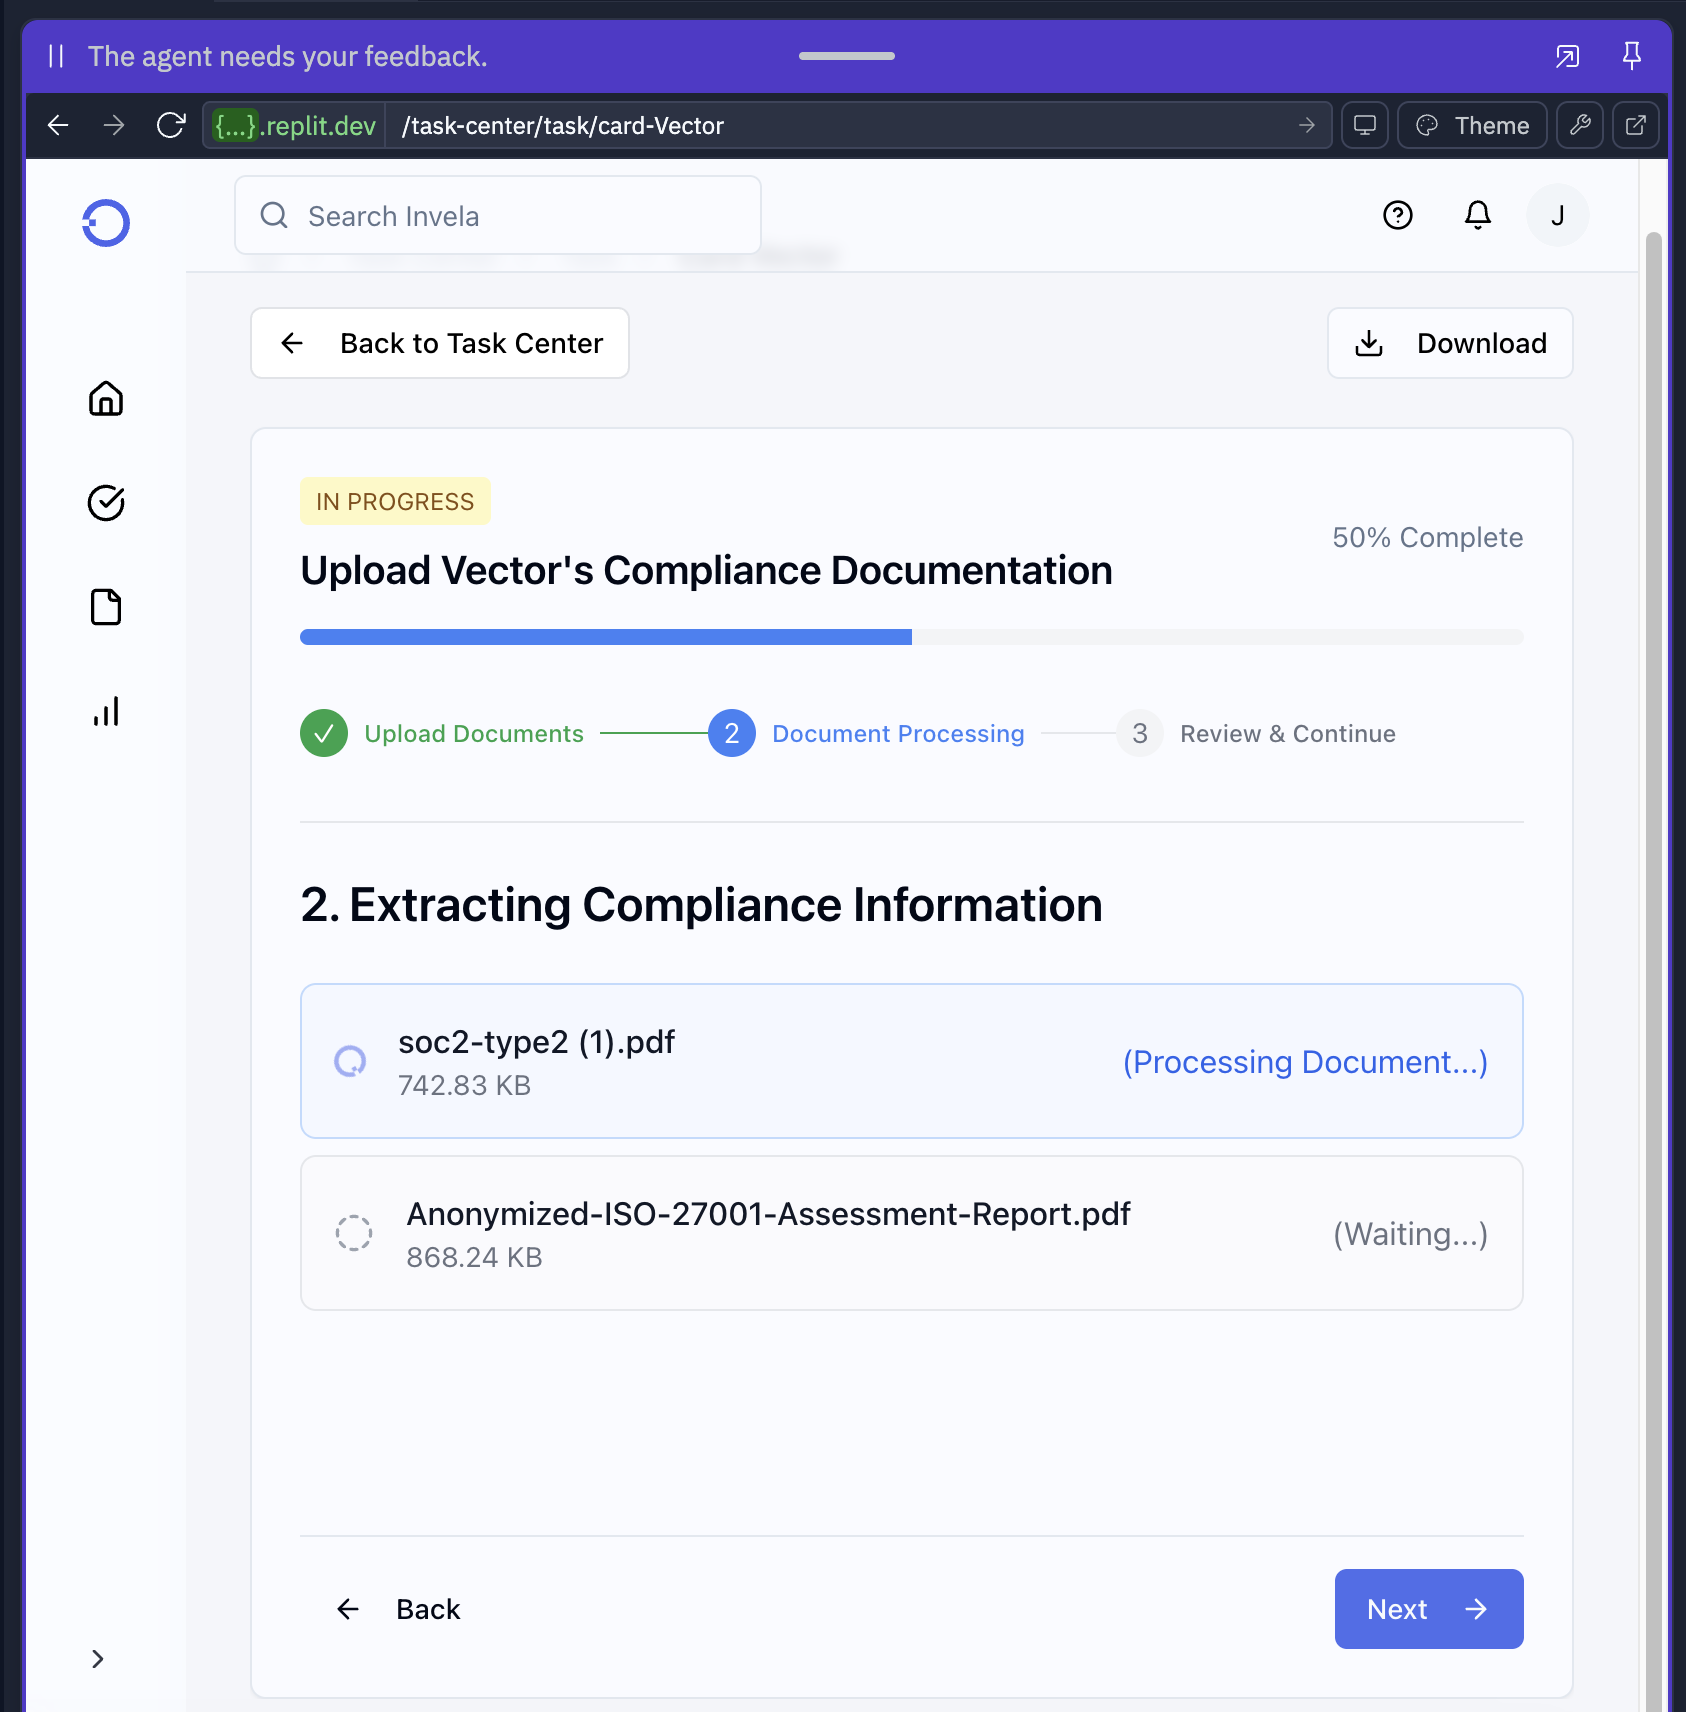 The agent needs your feedback.
{...}.replit.dev /task-center/task/card-Vector Theme
Search Invela J
Back to Task Center Download
IN PROGRESS
50% Complete
Upload Vector's Compliance Documentation
Upload Documents 2 Document Processing 3 Review & Continue
2. Extracting Compliance Information
soc2-type2 (1).pdf
742.83 KB
(Processing Document...)
Anonymized-ISO-27001-Assessment-Report.pdf
868.24 KB
(Waiting...)
Back Next